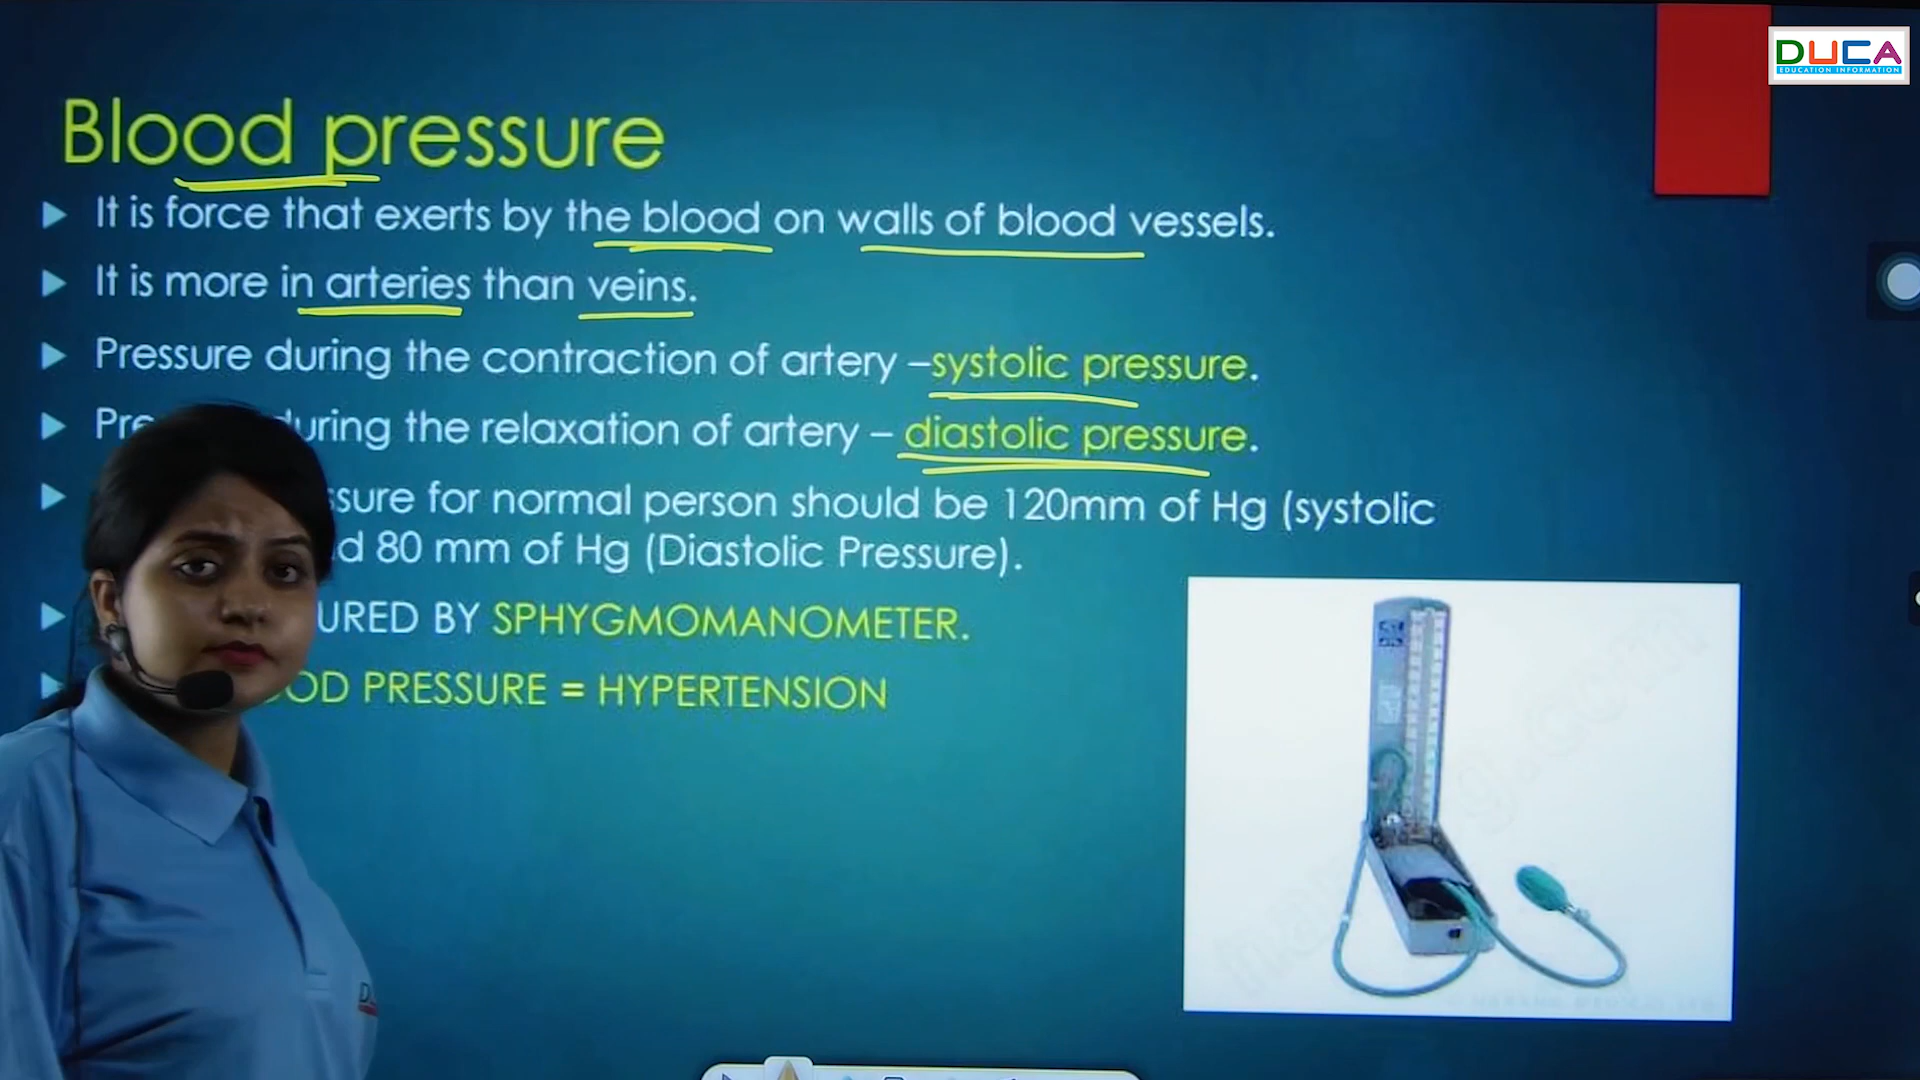 DUCA
EDUCATION INFORMATION
Blood pressure
It is force that exerts by the blood on walls of blood vessels.
It is more in arteries than veins.
Pressure during the contraction of artery –systolic pressure.
Pre uring the relaxation of artery – diastolic pressure.
ssure for normal person should be 120mm of Hg (systolic
d 80 mm of Hg (Diastolic Pressure).
URED BY SPHYGMOMANOMETER.
OOD PRESSURE = HYPERTENSION